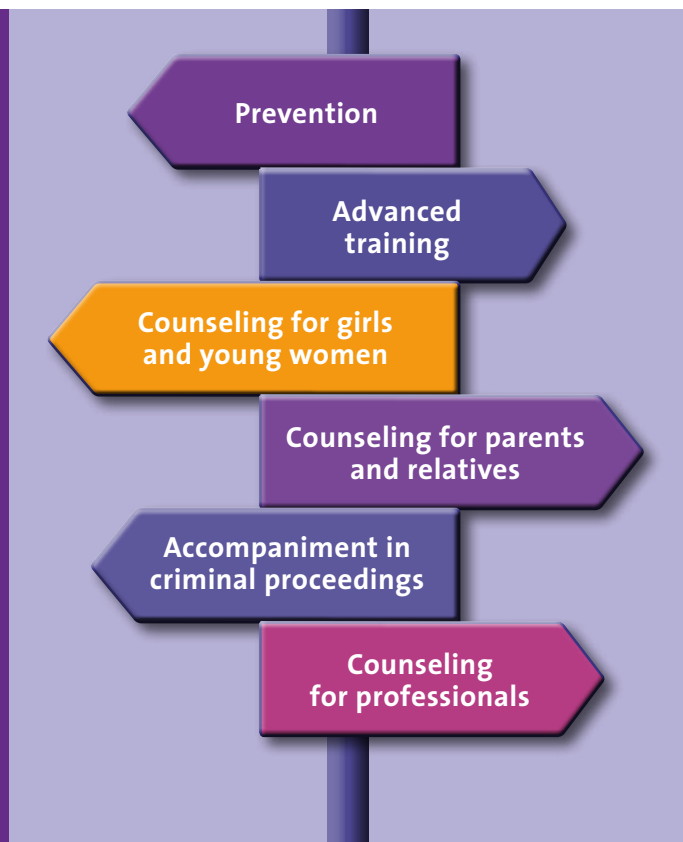 Prevention
Advanced
training
Counseling for girls
and young women
Counseling for parents
and relatives
Accompaniment in
criminal proceedings
Counseling
for professionals